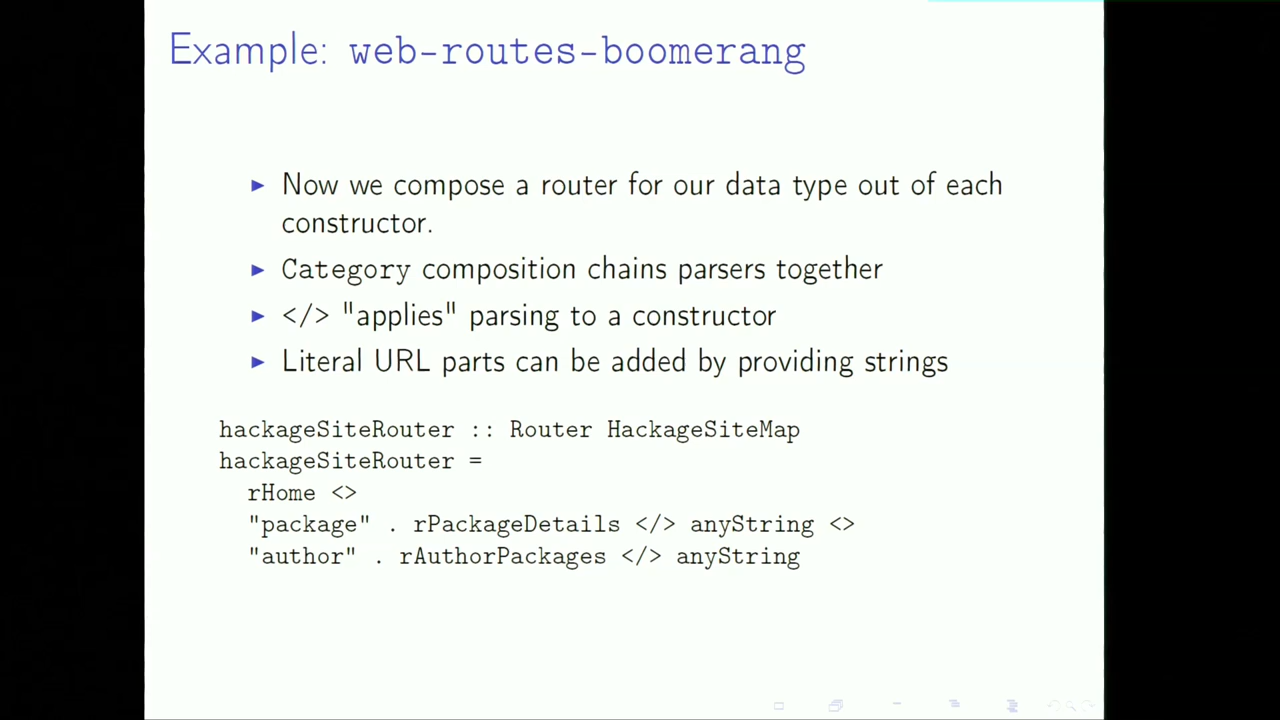 Example: web-routes-boomerang
Now we compose a router for our data type out of each
constructor.
Category composition chains parsers together
</> "applies" parsing to a constructor
Literal URL parts can be added by providing strings
hackageSiteRouter :: Router HackageSiteMap
hackageSiteRouter =
rHome <>
"package" . rPackageDetails </> anyString <>
"author" . rAuthorPackages </> anyString